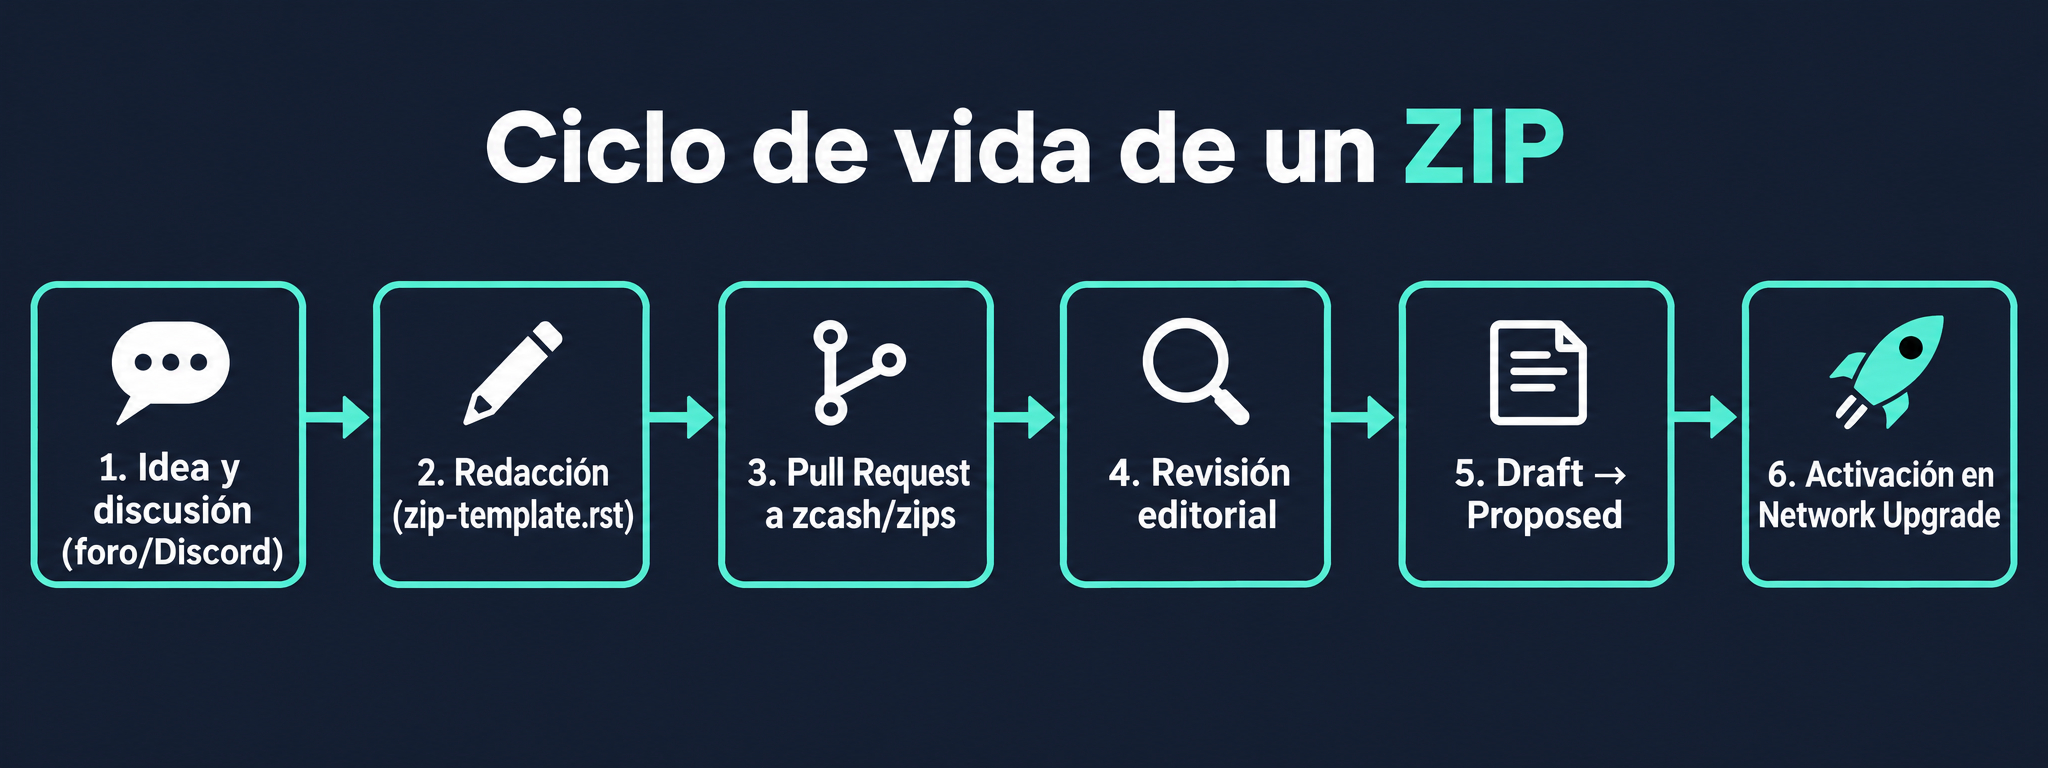 Ciclo de vida de un ZIP
1. Idea y
discusión
(foro/Discord)
2. Redacción
(zip-template.rst)
3. Pull Request
a zcash/zips
4. Revisión
editorial
5. Draft →
Proposed
6. Activación en
Network Upgrade